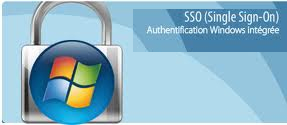 SSO (Single Sign-On)
Authentification Windows intégrée